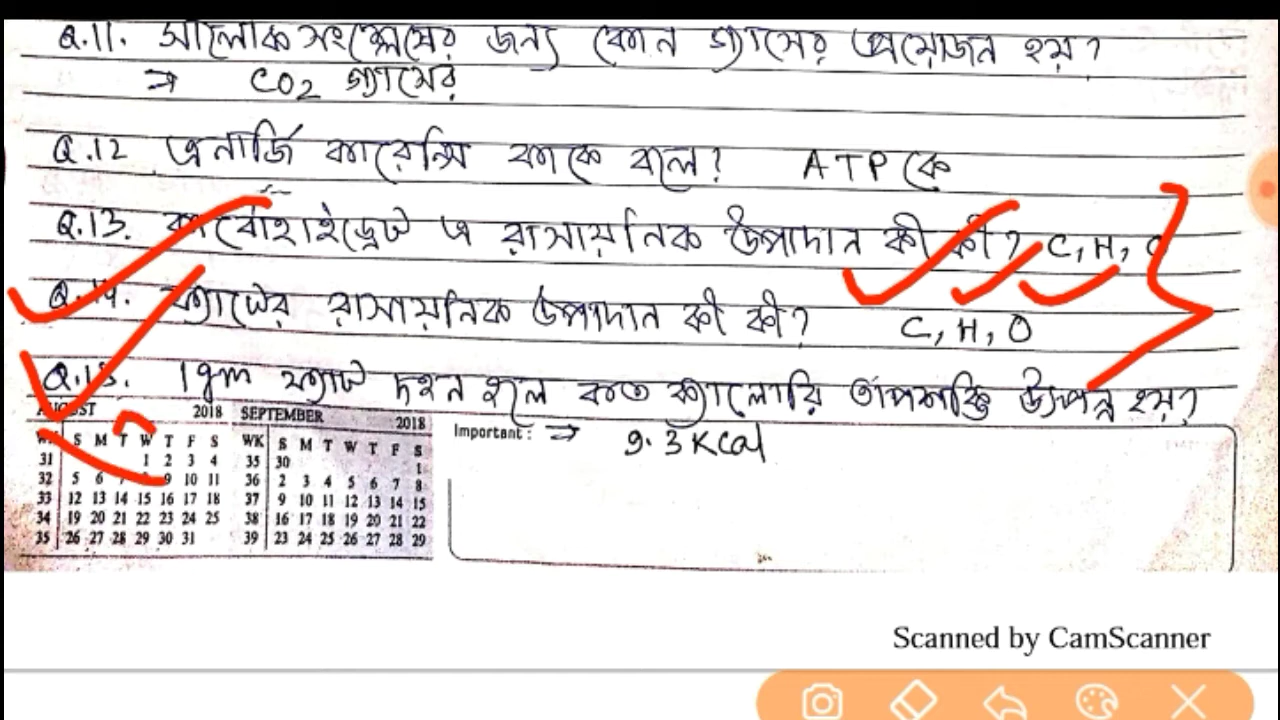 Q.11. সালোক সংশ্লেষের জন্য কোন গ্যাসের প্রয়োজন হয়?
→ CO2 গ্যাসের
Q.12 এনার্জি কারেন্সি কাকে বলে? ATP কে
Q.13. কার্বোহাইড্রেট এ রাসায়নিক উপাদান কী কী? C, H, O
Q.14. ফ্যাটের রাসায়নিক উপাদান কী কী? C, H, O
Q.15. 1gm ফ্যাট দহন হলে কত ক্যালোরি তাপশক্তি উৎপন্ন হয়?
AUGUST 2018 SEPTEMBER 2018
Important: → 9.3 Kcal
S M T W T F S WK S M T W T F S
31 1 2 3 4 35 30 1
32 5 6 7 9 10 11 36 2 3 4 5 6 7 8
33 12 13 14 15 16 17 18 37 9 10 11 12 13 14 15
34 19 20 21 22 23 24 25 38 16 17 18 19 20 21 22
35 26 27 28 29 30 31 39 23 24 25 26 27 28 29
Scanned by CamScanner